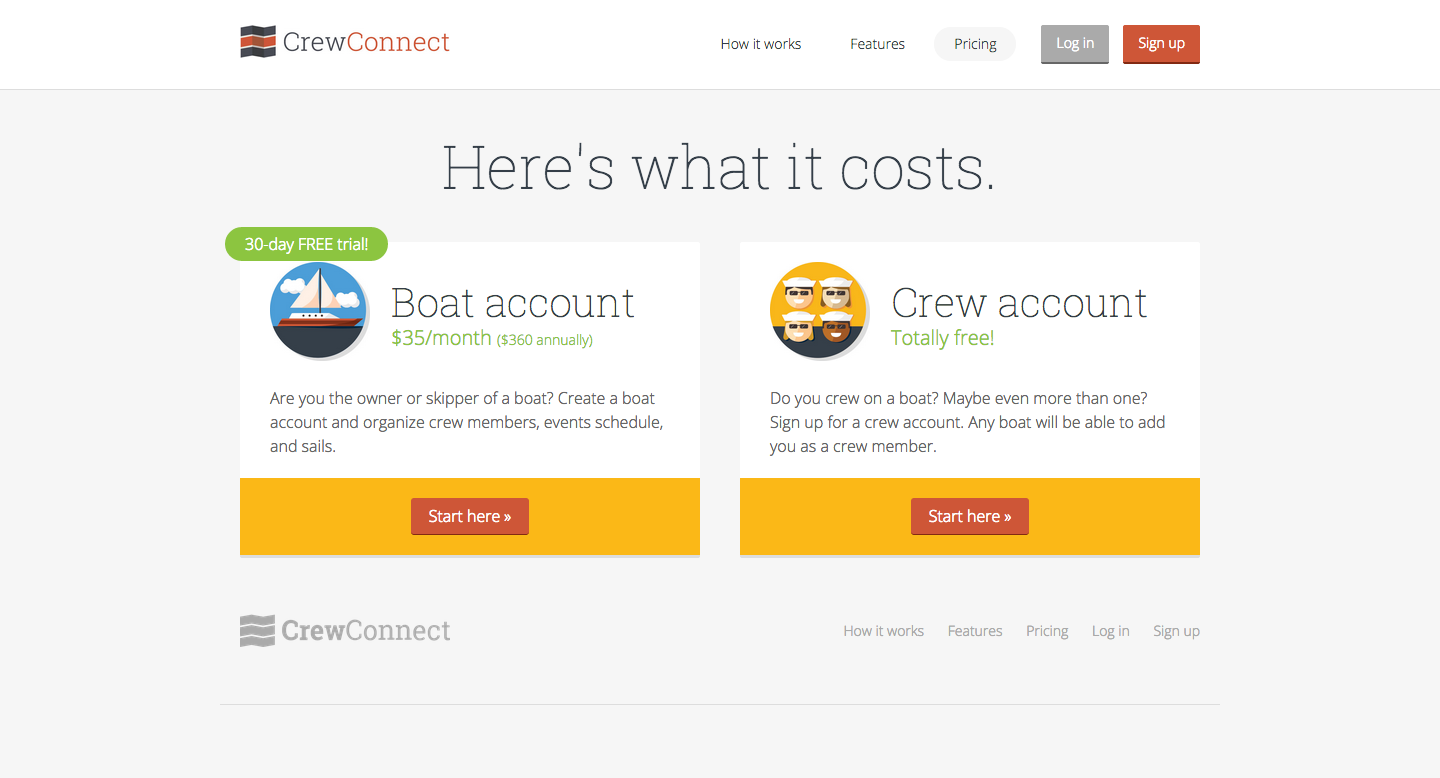 CrewConnect
How it works Features Pricing Log in Sign up
Here's what it costs.
30-day FREE trial!
Boat account
$35/month ($360 annually)
Are you the owner or skipper of a boat? Create a boat
account and organize crew members, events schedule,
and sails.
Start here »
Crew account
Totally free!
Do you crew on a boat? Maybe even more than one?
Sign up for a crew account. Any boat will be able to add
you as a crew member.
Start here »
CrewConnect
How it works Features Pricing Log in Sign up